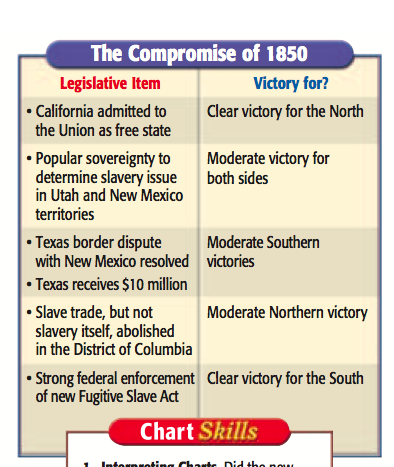 The Compromise of 1850
Legislative Item
Victory for?
• California admitted to
the Union as free state
Clear victory for the North
• Popular sovereignty to
determine slavery issue
in Utah and New Mexico
territories
Moderate victory for
both sides
• Texas border dispute
with New Mexico resolved
• Texas receives $10 million
Moderate Southern
victories
• Slave trade, but not
slavery itself, abolished
in the District of Columbia
Moderate Northern victory
• Strong federal enforcement
of new Fugitive Slave Act
Clear victory for the South
Chart Skills
1. Interpreting Charts Did the new